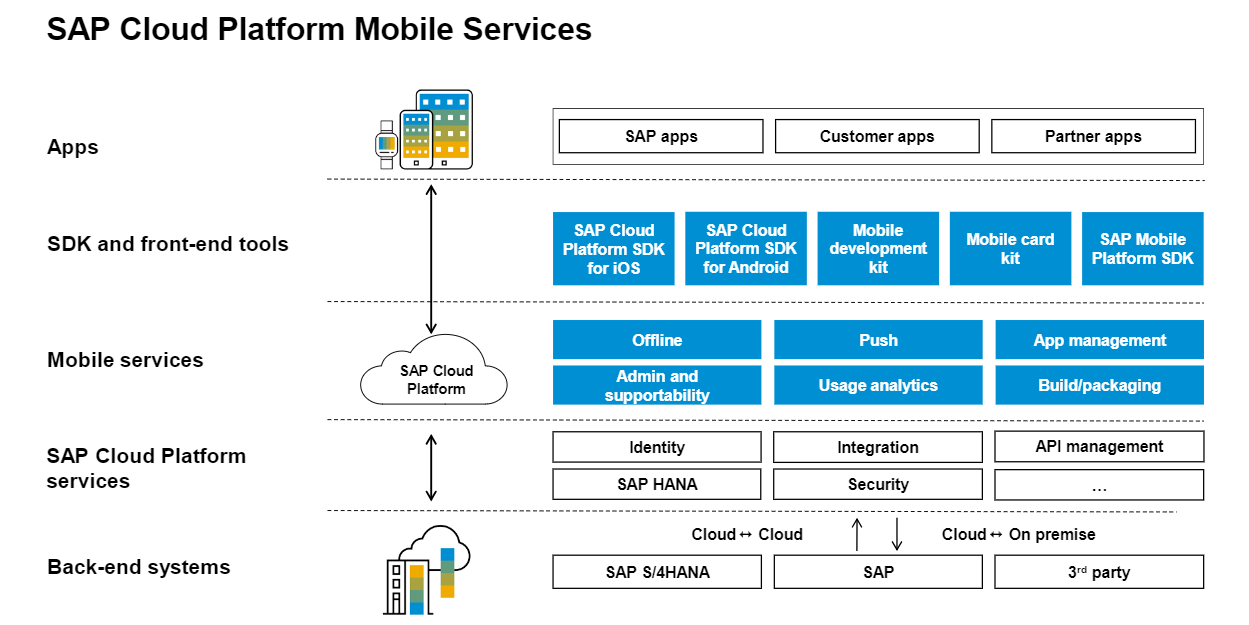 SAP Cloud Platform Mobile Services
Apps
SAP apps
Customer apps
Partner apps
SDK and front-end tools
SAP Cloud
Platform SDK
for iOS
SAP Cloud
Platform SDK
for Android
Mobile
development
kit
Mobile card
kit
SAP Mobile
Platform SDK
Mobile services
SAP Cloud
Platform
Offline
Push
App management
Admin and
supportability
Usage analytics
Build/packaging
SAP Cloud Platform
services
Identity
Integration
API management
SAP HANA
Security
...
Back-end systems
Cloud ↔ Cloud
Cloud ↔ On premise
SAP S/4HANA
SAP
3rd party